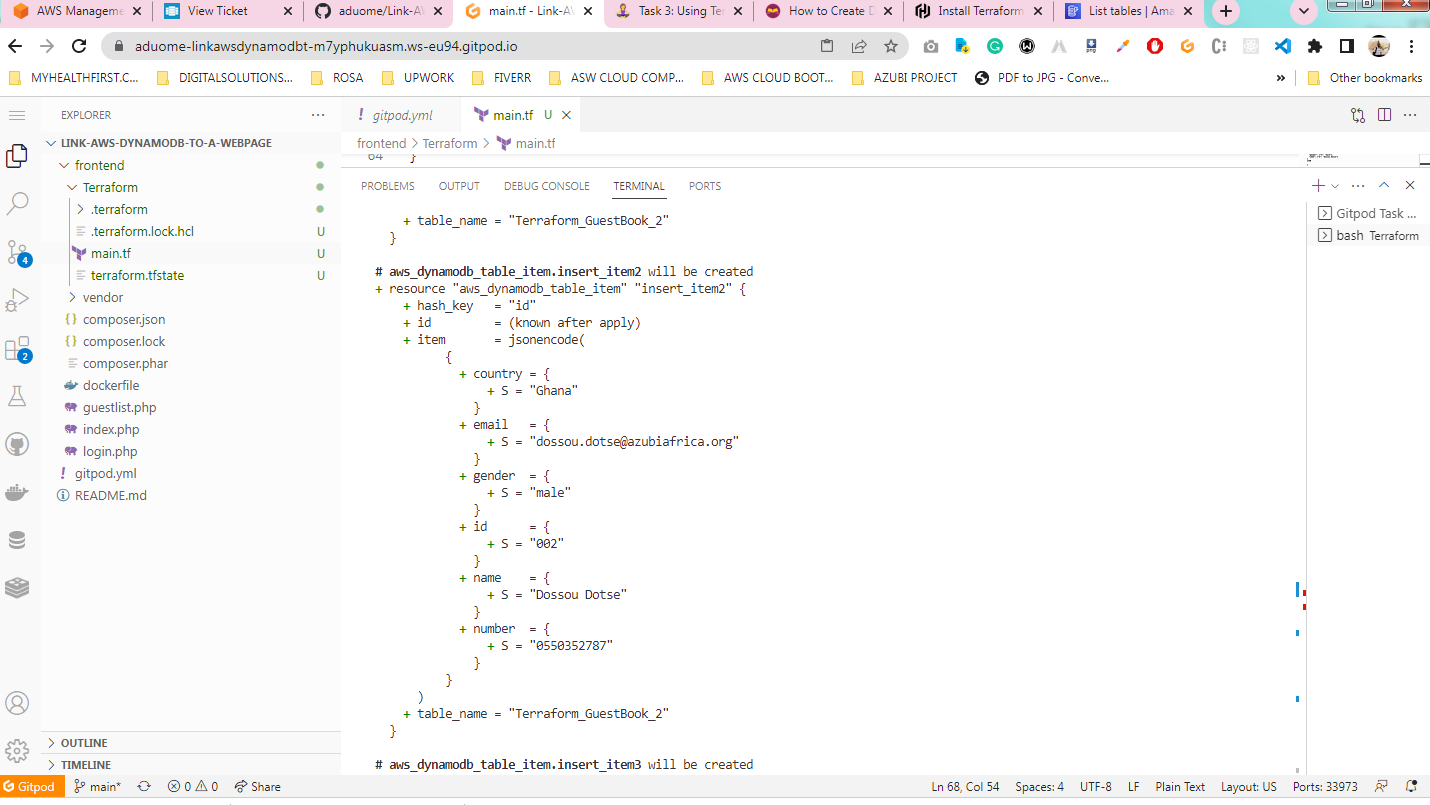 AWS Manageme
View Ticket
aduome/Link-AW
main.tf - Link-AW
Task 3: Using Ter
How to Create D
Install Terraform
List tables | Ama
aduome-linkawsdynamodbt-m7yphukuasm.ws-eu94.gitpod.io
MYHEALTHFIRST.C...
DIGITALSOLUTIONS...
ROSA
UPWORK
FIVERR
ASW CLOUD COMP...
AWS CLOUD BOOT...
AZUBI PROJECT
PDF to JPG - Conve...
»
Other bookmarks
EXPLORER
LINK-AWS-DYNAMODB-TO-A-WEBPAGE
frontend
Terraform
.terraform
.terraform.lock.hcl U
main.tf U
terraform.tfstate U
vendor
composer.json
composer.lock
composer.phar
dockerfile
guestlist.php
index.php
login.php
! gitpod.yml
README.md
OUTLINE
TIMELINE
4
2
! gitpod.yml
main.tf U
frontend > Terraform > main.tf
64 }
PROBLEMS OUTPUT DEBUG CONSOLE TERMINAL PORTS
+ table_name = "Terraform_GuestBook_2"
}
# aws_dynamodb_table_item.insert_item2 will be created
+ resource "aws_dynamodb_table_item" "insert_item2" {
+ hash_key = "id"
+ id = (known after apply)
+ item = jsonencode(
{
+ country = {
+ S = "Ghana"
}
+ email = {
+ S = "dossou.dotse@azubiafrica.org"
}
+ gender = {
+ S = "male"
}
+ id = {
+ S = "002"
}
+ name = {
+ S = "Dossou Dotse"
}
+ number = {
+ S = "0550352787"
}
}
)
+ table_name = "Terraform_GuestBook_2"
}
# aws_dynamodb_table_item.insert_item3 will be created
Gitpod Task ...
bash Terraform
Gitpod
main*
0
0
Share
Ln 68, Col 54
Spaces: 4
UTF-8
LF
Plain Text
Layout: US
Ports: 33973